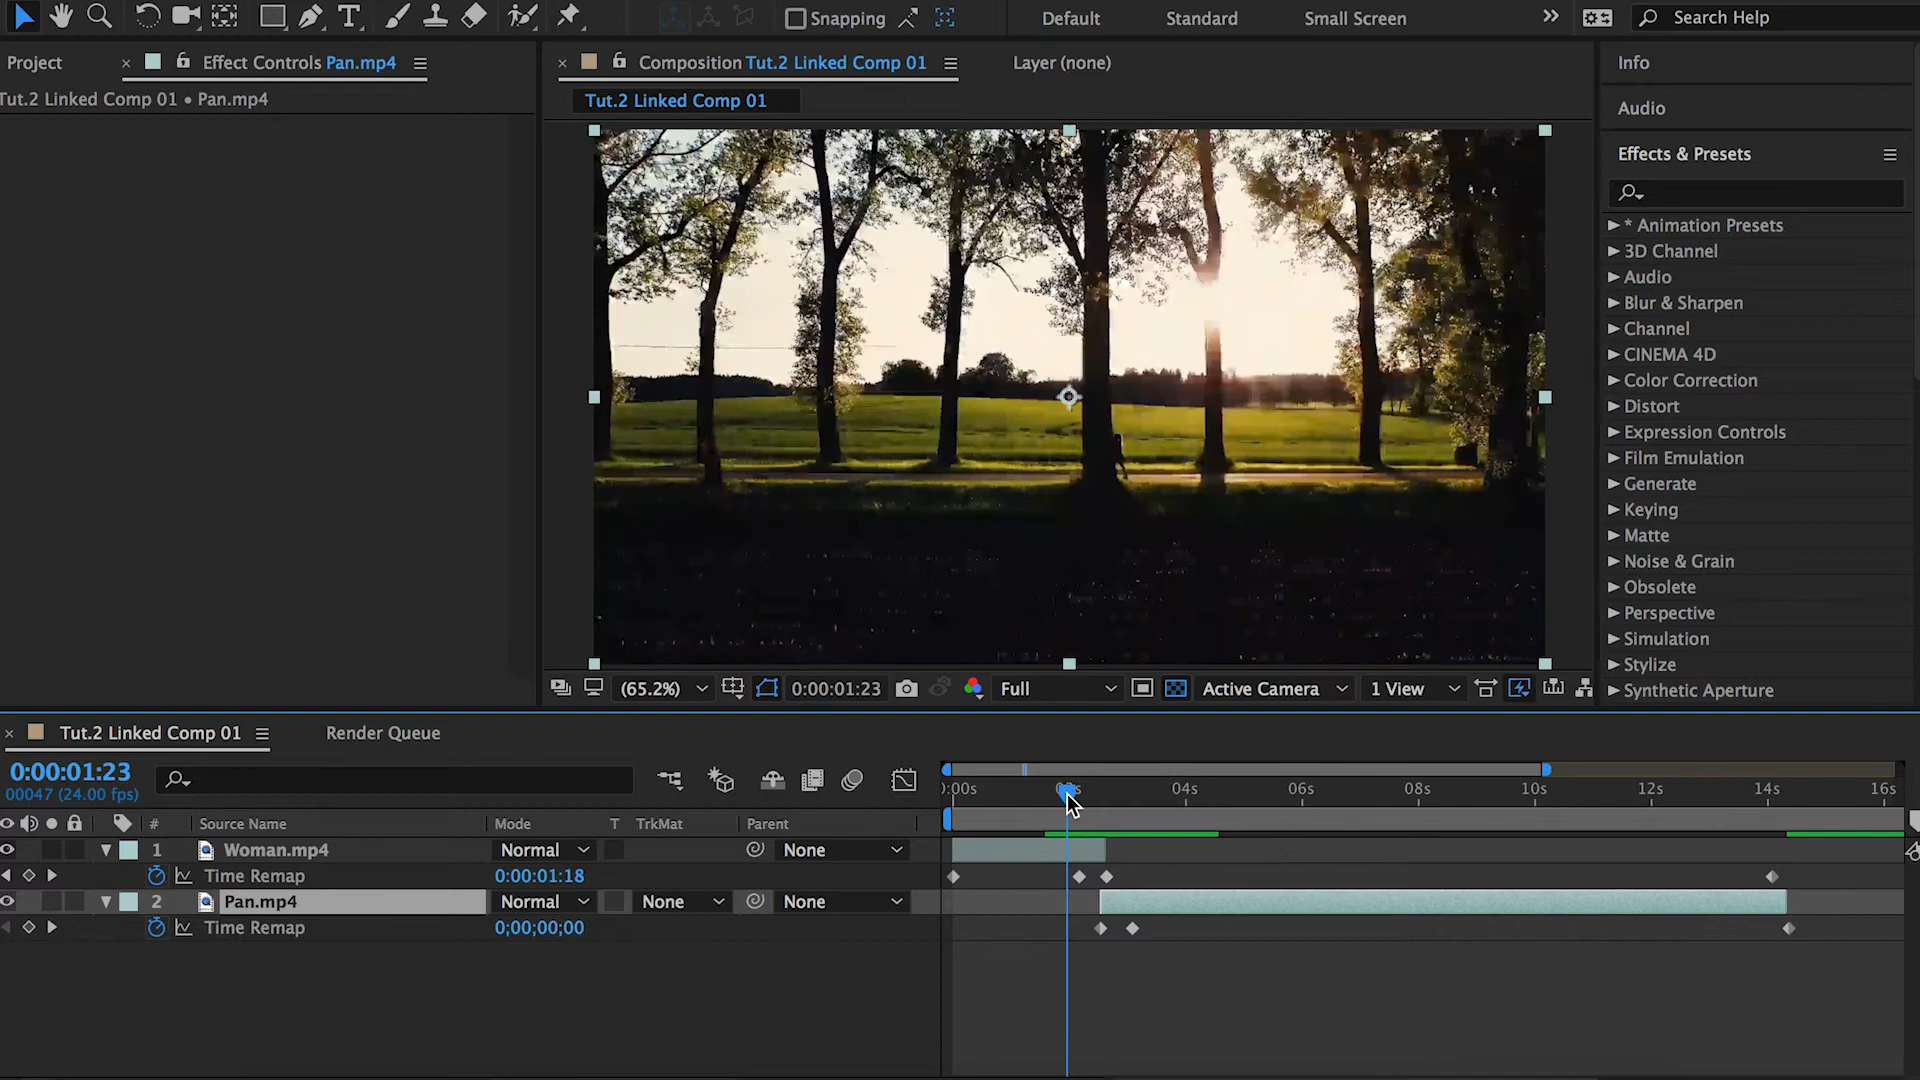 Snapping
Default
Standard
Small Screen
Search Help
Project
Effect Controls Pan.mp4
Composition Tut.2 Linked Comp 01
Layer (none)
Info
Tut.2 Linked Comp 01 • Pan.mp4
Tut.2 Linked Comp 01
Audio
Effects & Presets
* Animation Presets
3D Channel
Audio
Blur & Sharpen
Channel
CINEMA 4D
Color Correction
Distort
Expression Controls
Film Emulation
Generate
Keying
Matte
Noise & Grain
Obsolete
Perspective
Simulation
Stylize
Synthetic Aperture
(65.2%)
0:00:01:23
Full
Active Camera
1 View
Tut.2 Linked Comp 01
Render Queue
0:00:01:23
00047 (24.00 fps)
:00s
04s
06s
08s
10s
12s
14s
16s
#
Source Name
Mode
T
TrkMat
Parent
1
Woman.mp4
Normal
None
Time Remap
0:00:01:18
2
Pan.mp4
Normal
None
None
Time Remap
0;00;00;00